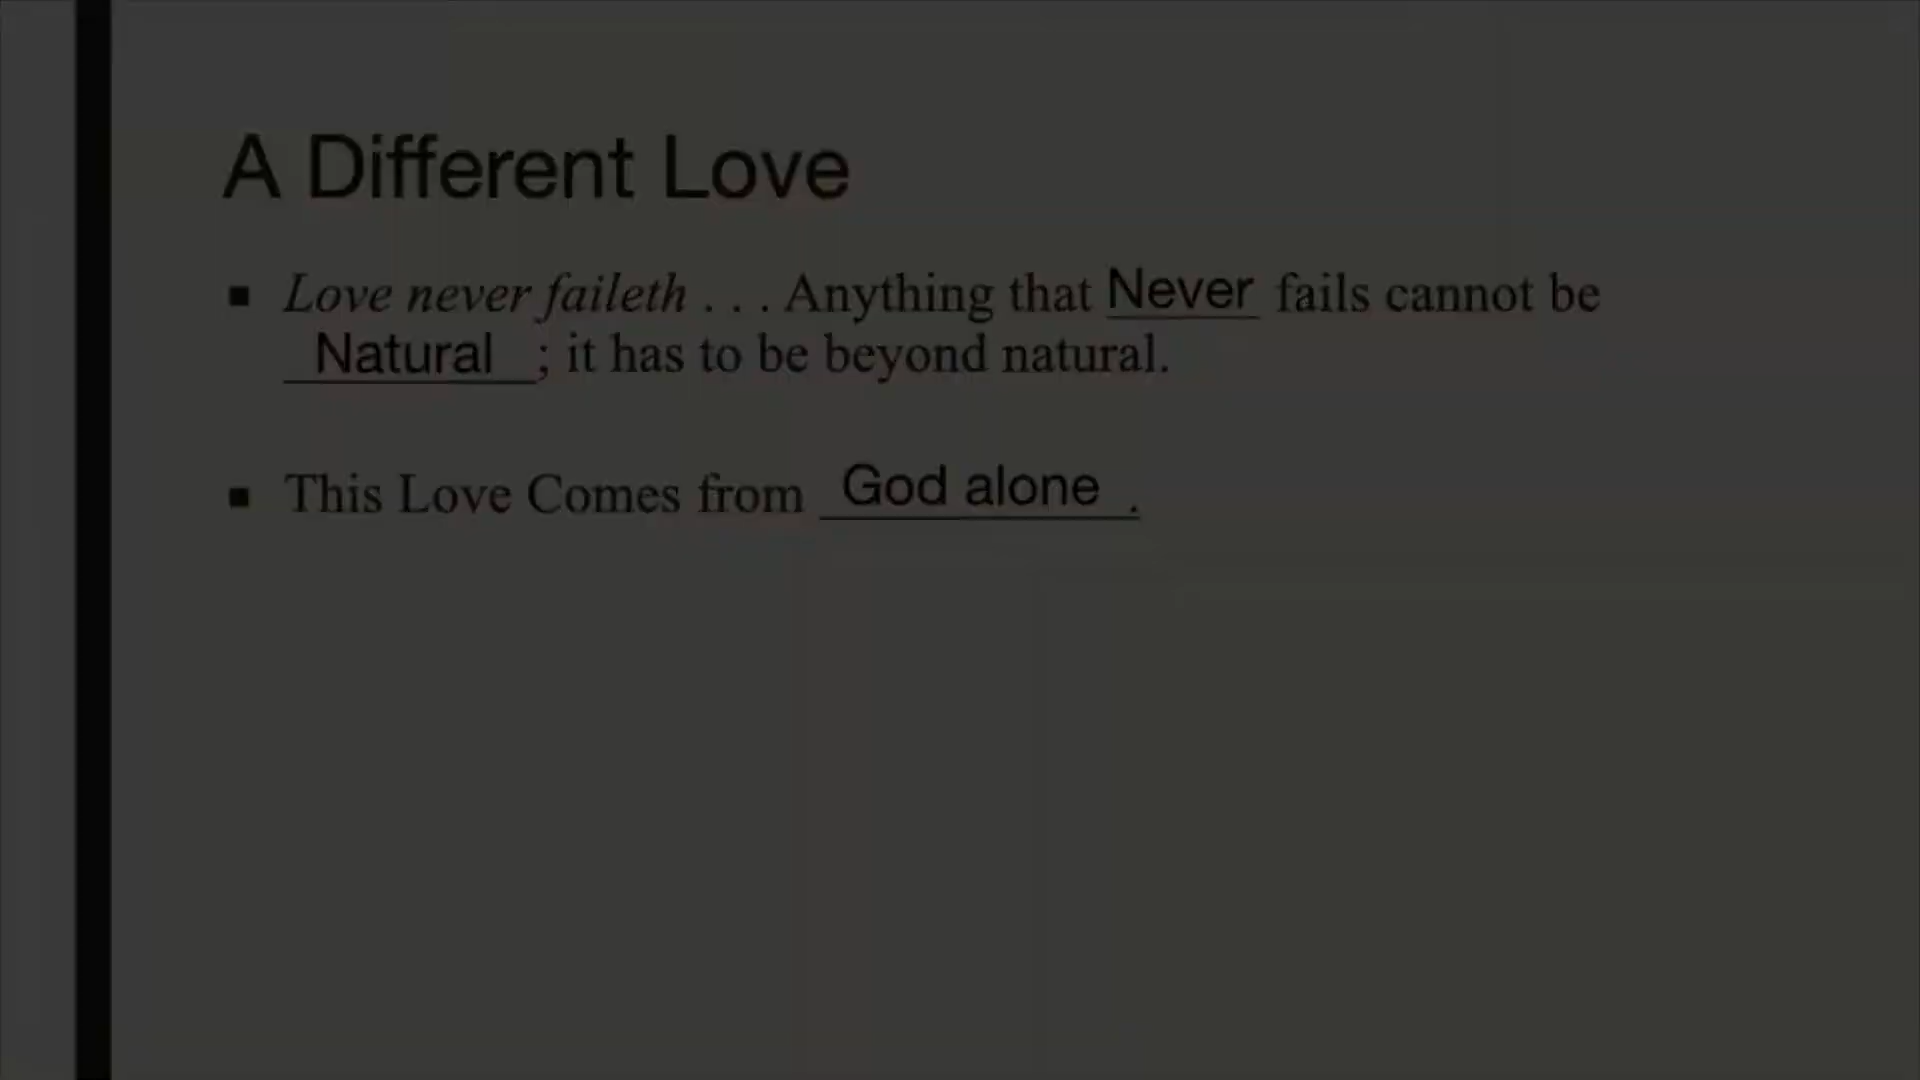 A Different Love
▪ Love never faileth . . . Anything that Never fails cannot be
Natural ; it has to be beyond natural.
▪ This Love Comes from God alone .